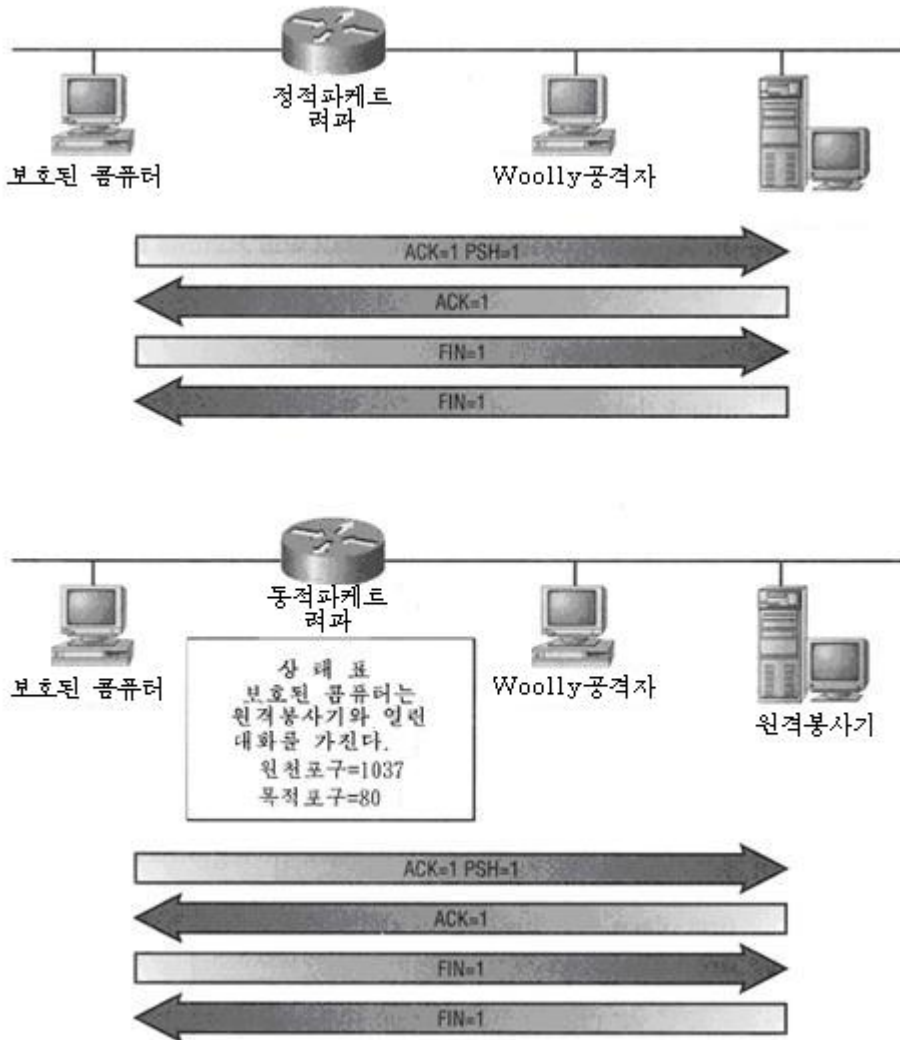 정적파케트
려과
보호된 콤퓨터
Woolly공격자
ACK=1 PSH=1
ACK=1
FIN=1
FIN=1
동적파케트
려과
보호된 콤퓨터
Woolly공격자
원격봉사기
상 태 표
보호된 콤퓨터는
원격봉사기와 열린
대화를 가진다.
원천포구=1037
목적포구=80
ACK=1 PSH=1
ACK=1
FIN=1
FIN=1